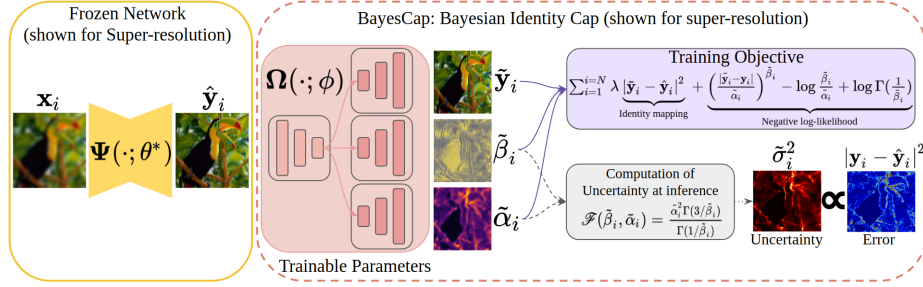 Frozen Network
(shown for Super-resolution)
x_i
ŷ_i
Ψ(·; θ*)
BayesCap: Bayesian Identity Cap (shown for super-resolution)
Ω(·; ϕ)
Trainable Parameters
ỹ_i
β̃_i
α̃_i
Training Objective
∑_{i=1}^{i=N} λ |ỹ_i − ŷ_i|² + (|ỹ_i−y_i| / α̃_i)^{β̃_i} − log β̃_i/α̃_i + log Γ(1/β̃_i)
Identity mapping
Negative log-likelihood
Computation of
Uncertainty at inference
ℱ(β̃_i, α̃_i) = α̃_i²Γ(3/β̃_i) / Γ(1/β̃_i)
σ̃_i²
∝
|y_i − ŷ_i|²
Uncertainty
Error